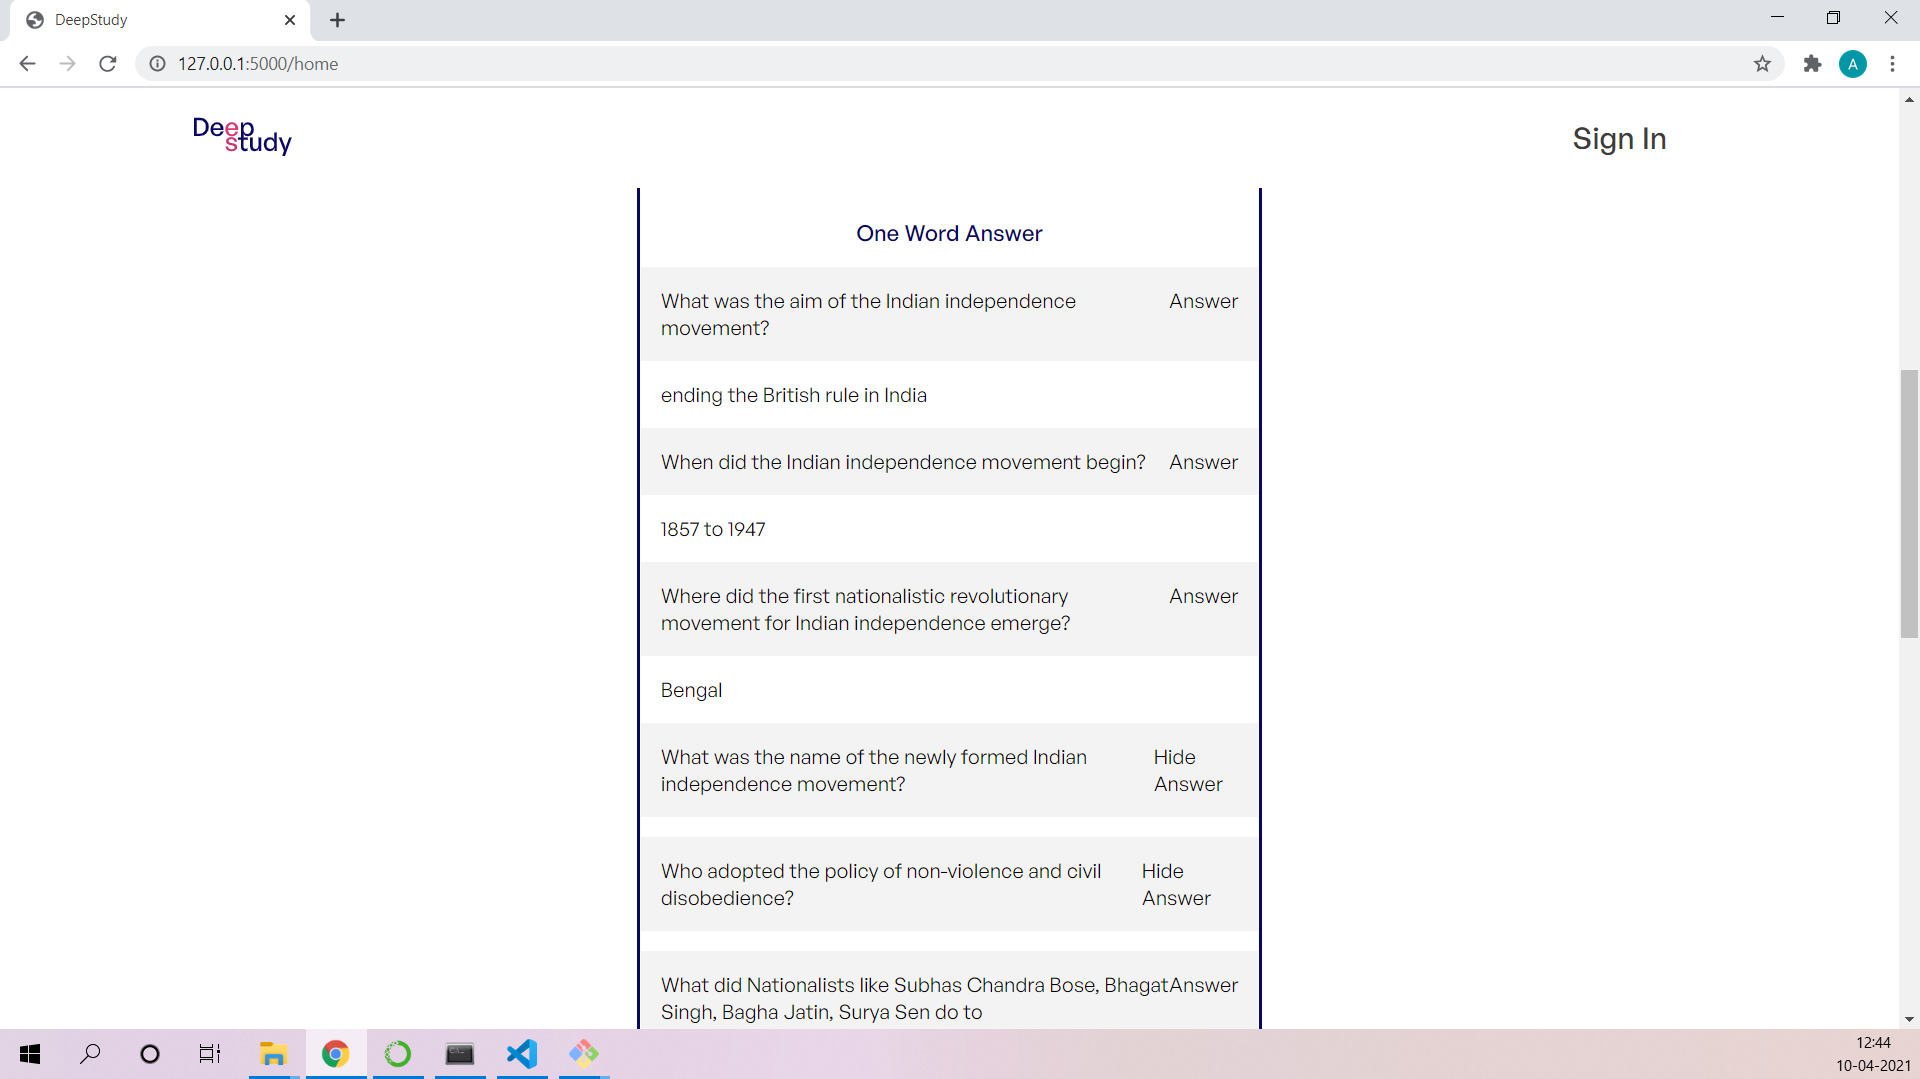 DeepStudy
127.0.0.1:5000/home
A
Deep
study
Sign In
One Word Answer
What was the aim of the Indian independence
movement?
Answer
ending the British rule in India
When did the Indian independence movement begin?
Answer
1857 to 1947
Where did the first nationalistic revolutionary
movement for Indian independence emerge?
Answer
Bengal
What was the name of the newly formed Indian
independence movement?
Hide
Answer
Who adopted the policy of non-violence and civil
disobedience?
Hide
Answer
What did Nationalists like Subhas Chandra Bose, Bhagat
Singh, Bagha Jatin, Surya Sen do to
Answer
12:44
10-04-2021